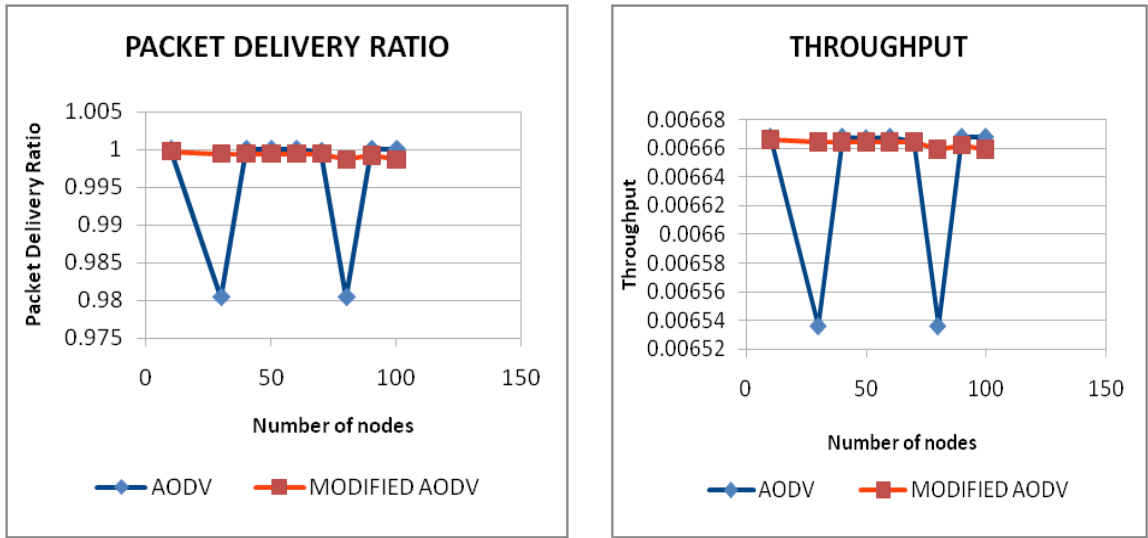 PACKET DELIVERY RATIO
Packet Delivery Ratio
1.005
1
0.995
0.99
0.985
0.98
0.975
0
50
100
150
Number of nodes
AODV
MODIFIED AODV
THROUGHPUT
Throughput
0.00668
0.00666
0.00664
0.00662
0.0066
0.00658
0.00656
0.00654
0.00652
0
50
100
150
Number of nodes
AODV
MODIFIED AODV